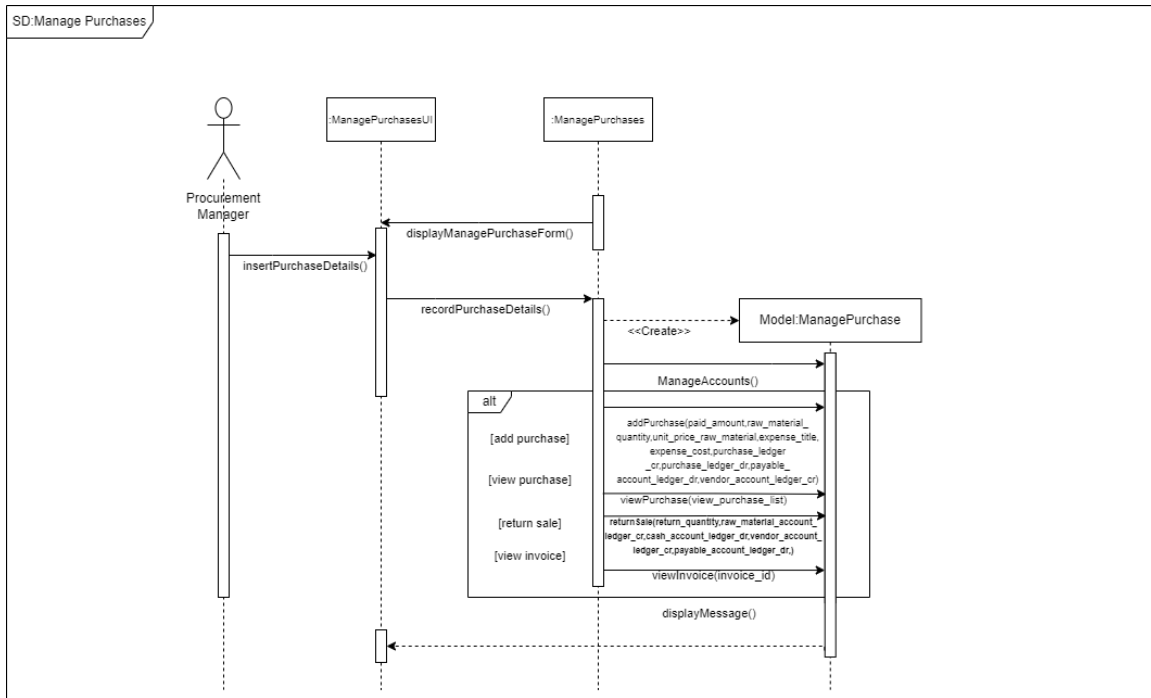 SD:Manage Purchases
:ManagePurchasesUI
:ManagePurchases
Procurement
Manager
displayManagePurchaseForm()
insertPurchaseDetails()
recordPurchaseDetails()
Model:ManagePurchase
<<Create>>
ManageAccounts()
alt
addPurchase(paid_amount,raw_material_
quantity,unit_price_raw_material,expense_title,
expense_cost,purchase_ledger
_cr,purchase_ledger_dr,payable_
account_ledger_dr,vendor_account_ledger_cr)
[add purchase]
[view purchase]
viewPurchase(view_purchase_list)
[return sale]
returnSale(return_quantity,raw_material_account_
ledger_cr,cash_account_ledger_dr,vendor_account_
ledger_cr,payable_account_ledger_dr,)
[view invoice]
viewInvoice(invoice_id)
displayMessage()